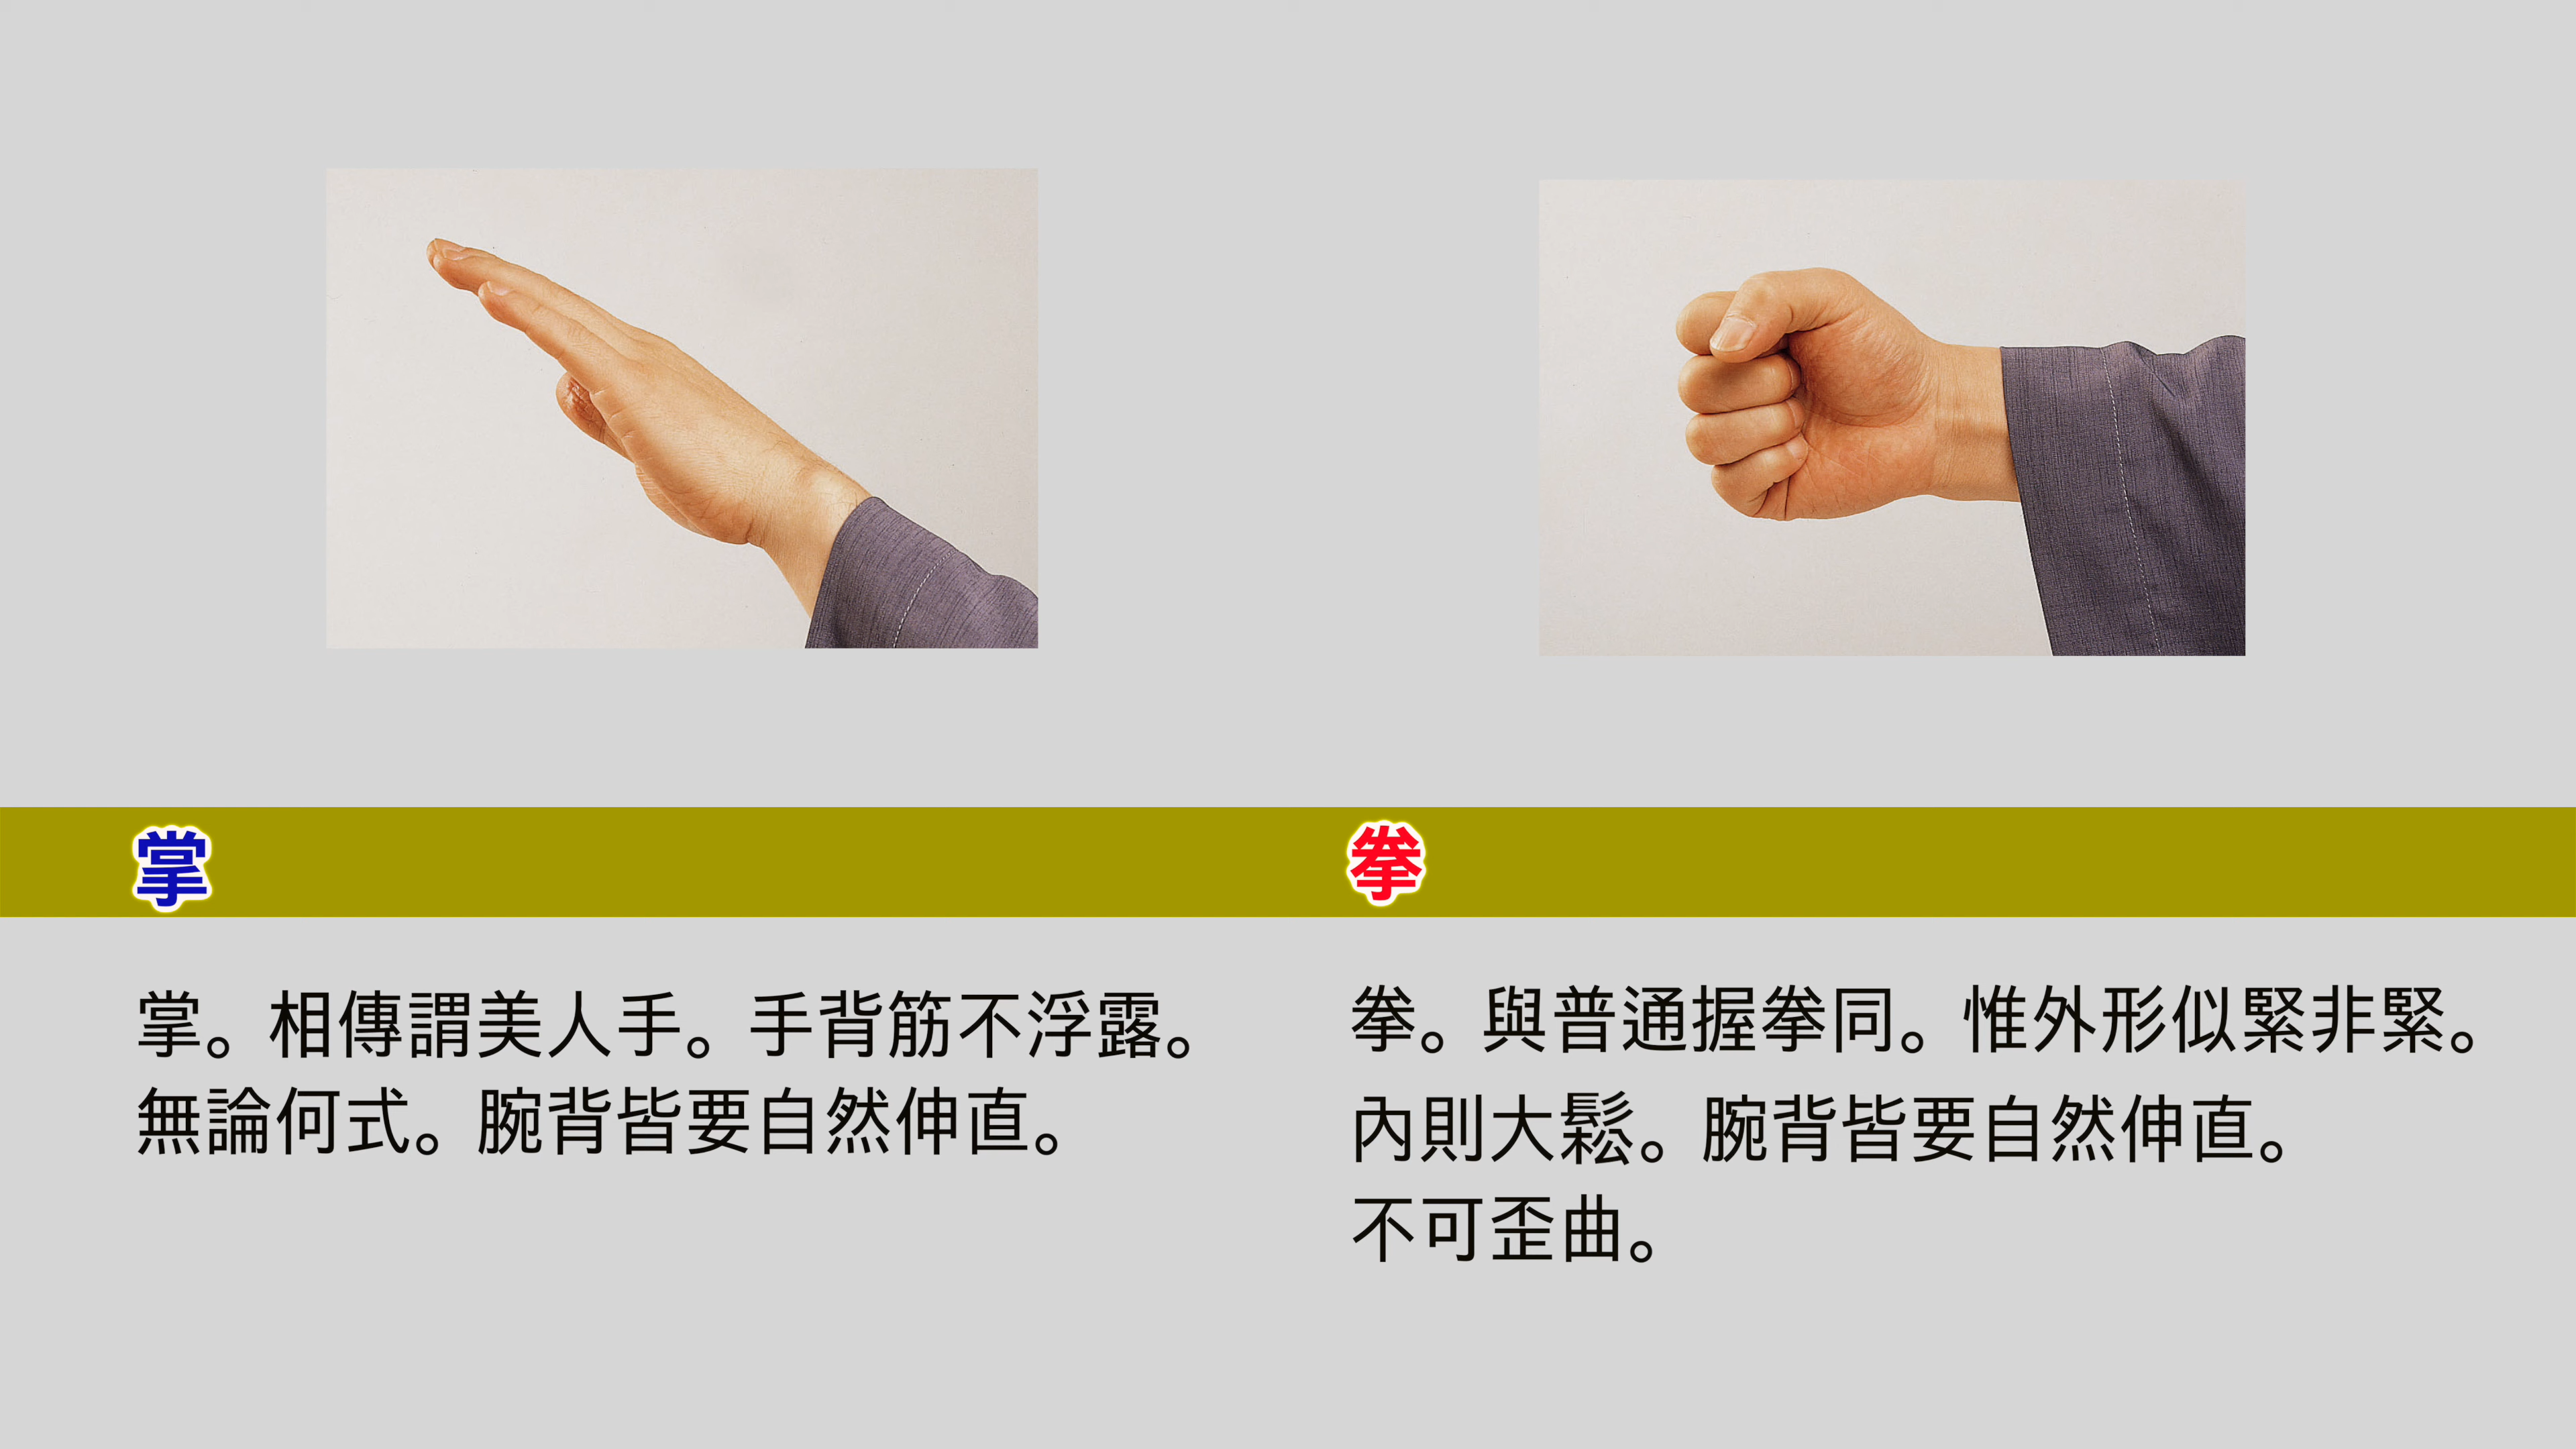 掌
掌。相傳謂美人手。手背筋不浮露。
無論何式。腕背皆要自然伸直。
拳
拳。與普通握拳同。惟外形似緊非緊。
內則大鬆。腕背皆要自然伸直。
不可歪曲。